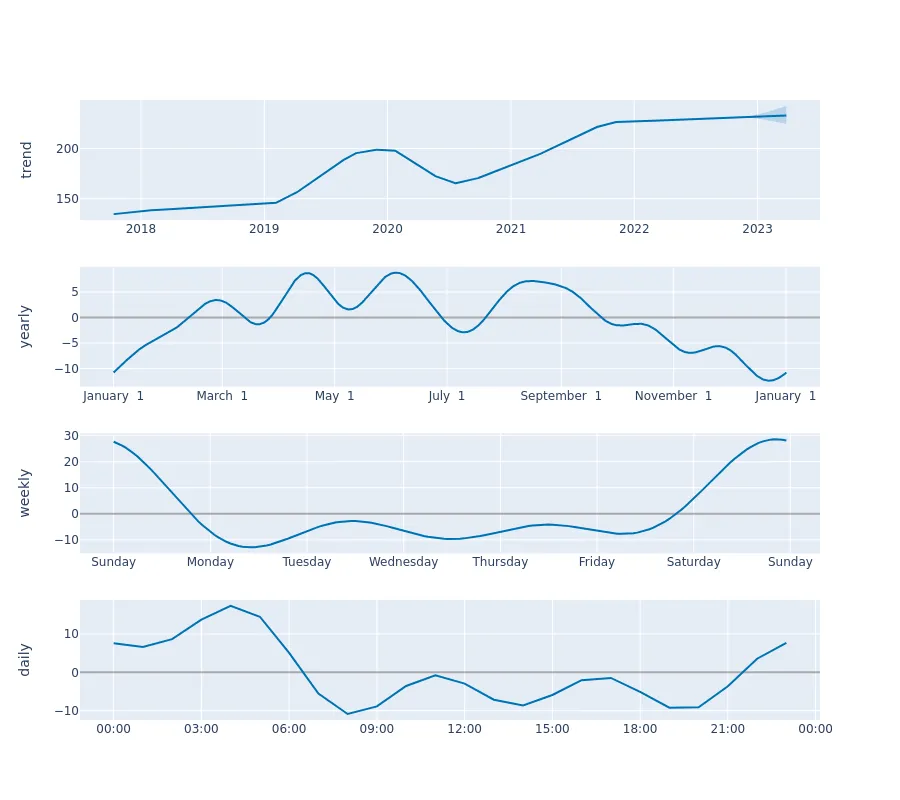 trend
200
150
2018 2019 2020 2021 2022 2023
yearly
5
0
−5
−10
January 1 March 1 May 1 July 1 September 1 November 1 January 1
weekly
30
20
10
0
−10
Sunday Monday Tuesday Wednesday Thursday Friday Saturday Sunday
daily
10
0
−10
00:00 03:00 06:00 09:00 12:00 15:00 18:00 21:00 00:00